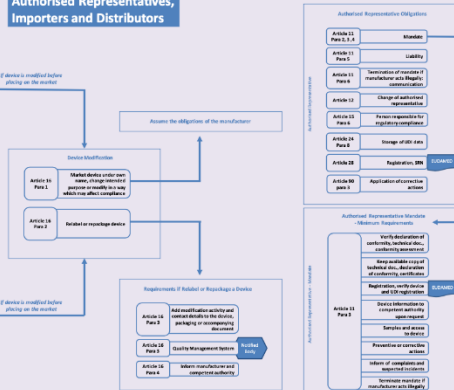 Authorised Representatives,
Importers and Distributors
If device is modified before
placing on the market
Assume the obligations of the manufacturer
Device Modification
Article 16
Para 1
Market device under own
name, change intended
purpose or modify in a way
which may affect compliance
Article 16
Para 2
Relabel or repackage device
If device is modified before
placing on the market
Requirements if Relabel or Repackage a Device
Article 16
Para 3
Add modification activity and
contact details to the device,
packaging or accompanying
document
Article 16
Para 3
Quality Management System
Notified
Body
Article 16
Para 4
Inform manufacturer and
competent authority
Authorised Representative Obligations
Authorised Representative
Article 11
Para 2, 3, 4
Mandate
Article 11
Para 5
Liability
Article 11
Para 6
Termination of mandate if
manufacturer acts illegally:
communication
Article 12
Change of authorised
representative
Article 15
Para 6
Person responsible for
regulatory compliance
Article 24
Para 8
Storage of UDI data
Article 28
Registration, SRN
EUDAMED
Article 90
para 3
Application of corrective
actions
Authorised Representative Mandate
- Minimum Requirements
Authorised Representative - Mandate
Article 11
Para 3
Verify declaration of
conformity, technical doc.,
conformity assessment
Keep available copy of
technical doc., declaration
of conformity, certificates
Registration, verify device
and UDI registration
EUDAMED
Device information to
competent authority
upon request
Samples and access
to device
Preventive or corrective
actions
Inform of complaints and
suspected incidents
Terminate mandate if
manufacturer acts illegally